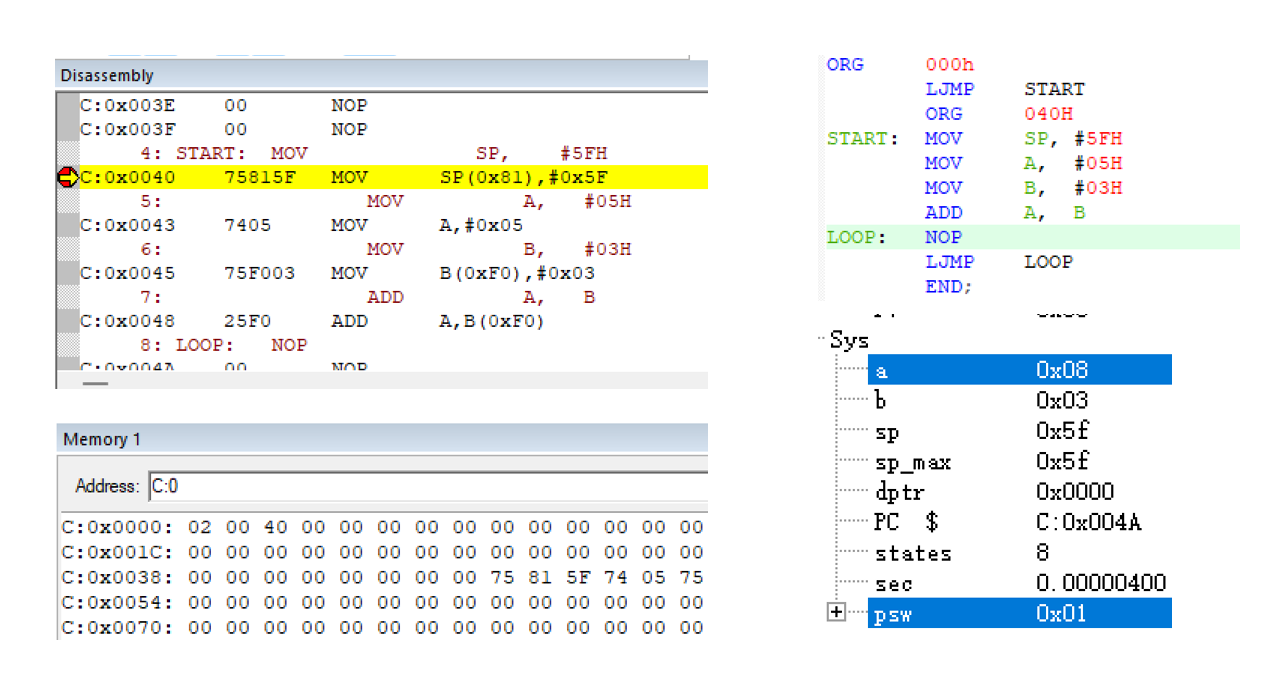 Disassembly
C:0x003E 00 NOP
C:0x003F 00 NOP
4: START: MOV SP, #5FH
C:0x0040 75815F MOV SP(0x81),#0x5F
5: MOV A, #05H
C:0x0043 7405 MOV A,#0x05
6: MOV B, #03H
C:0x0045 75F003 MOV B(0xF0),#0x03
7: ADD A, B
C:0x0048 25F0 ADD A,B(0xF0)
8: LOOP: NOP
C:0x004A 00 NOP
Memory 1
Address: C:0
C:0x0000: 02 00 40 00 00 00 00 00 00 00 00 00 00 00
C:0x001C: 00 00 00 00 00 00 00 00 00 00 00 00 00 00
C:0x0038: 00 00 00 00 00 00 00 00 75 81 5F 74 05 75
C:0x0054: 00 00 00 00 00 00 00 00 00 00 00 00 00 00
C:0x0070: 00 00 00 00 00 00 00 00 00 00 00 00 00 00
ORG 000h
LJMP START
ORG 040H
START: MOV SP, #5FH
MOV A, #05H
MOV B, #03H
ADD A, B
LOOP: NOP
LJMP LOOP
END;
Sys
a 0x08
b 0x03
sp 0x5f
sp_max 0x5f
dptr 0x0000
PC $ C:0x004A
states 8
sec 0.00000400
psw 0x01